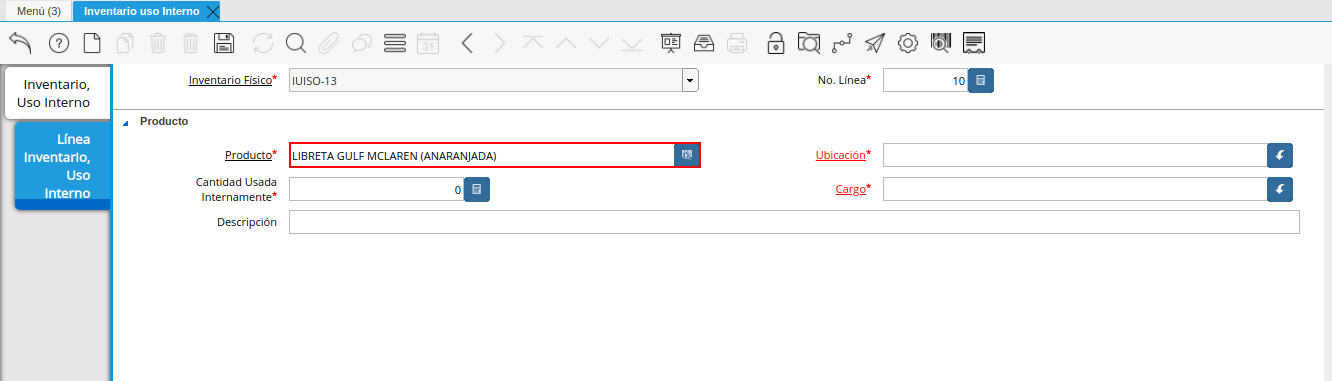 Menú (3)
Inventario uso Interno
31
Inventario,
Uso Interno
Línea
Inventario,
Uso
Interno
Inventario Físico*
IUISO-13
No. Línea*
10
Producto
Producto*
LIBRETA GULF MCLAREN (ANARANJADA)
Ubicación*
Cantidad Usada
Internamente*
0
Cargo*
Descripción